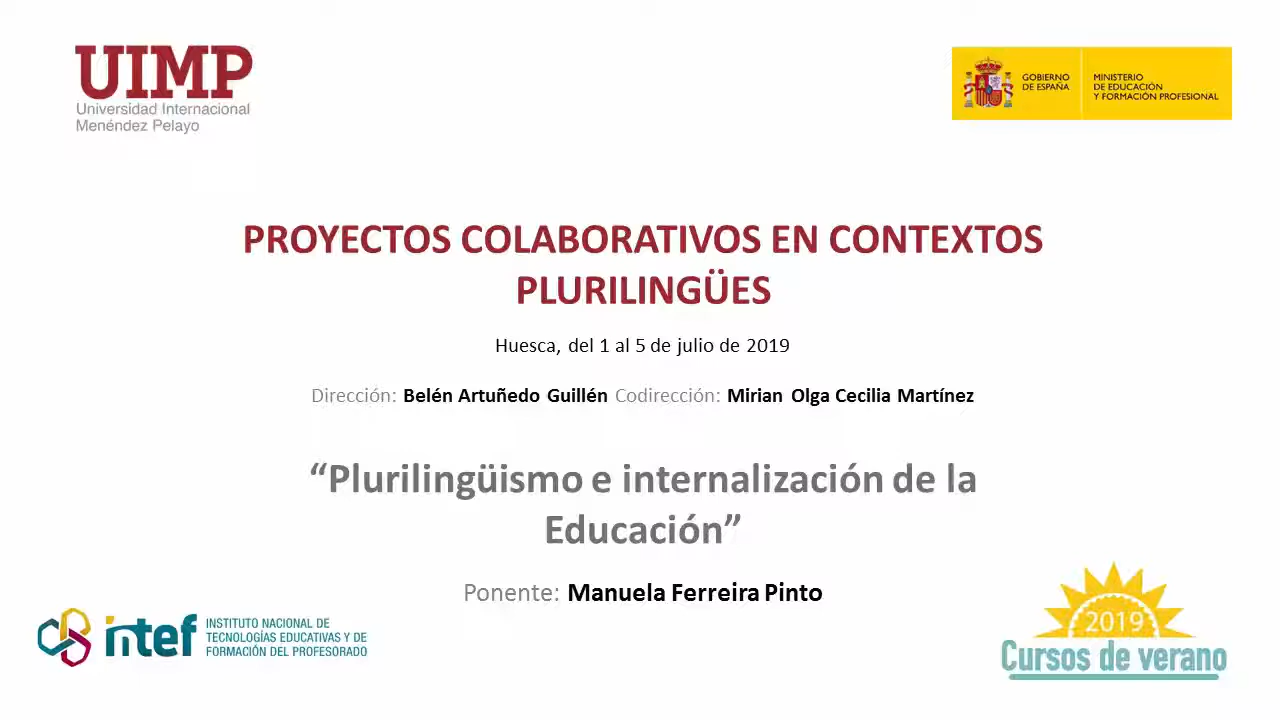 UIMP
Universidad Internacional
Menéndez Pelayo
GOBIERNO
DE ESPAÑA
MINISTERIO
DE EDUCACIÓN
Y FORMACIÓN PROFESIONAL
PROYECTOS COLABORATIVOS EN CONTEXTOS
PLURILINGÜES
Huesca, del 1 al 5 de julio de 2019
Dirección: Belén Artuñedo Guillén Codirección: Mirian Olga Cecilia Martínez
“Plurilingüismo e internalización de la
Educación”
Ponente: Manuela Ferreira Pinto
intef
INSTITUTO NACIONAL DE
TECNOLOGÍAS EDUCATIVAS Y DE
FORMACIÓN DEL PROFESORADO
2019
Cursos de verano